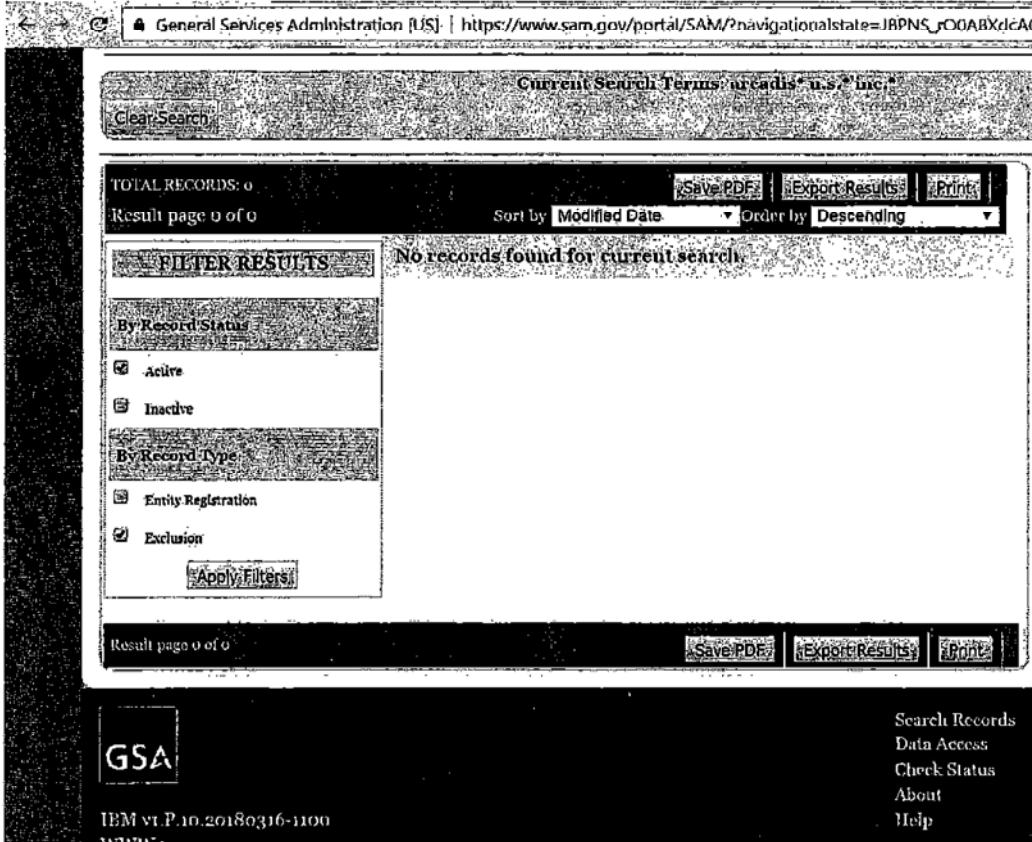 General Services Administration [US] | https://www.sam.gov/portal/SAM/?navigationalstate=JBPNS_rO0ABXdcA
Current Search Terms: arcadis* u.s.* inc.*
Clear Search
TOTAL RECORDS: 0
Save PDF Export Results Print
Result page 0 of 0
Sort by Modified Date Order by Descending
FILTER RESULTS
No records found for current search.
By Record Status
Active
Inactive
By Record Type
Entity Registration
Exclusion
Apply Filters
Result page 0 of 0
Save PDF Export Results Print
GSA
Search Records
Data Access
Check Status
About
Help
IBM v1.P.10.20180316-1100